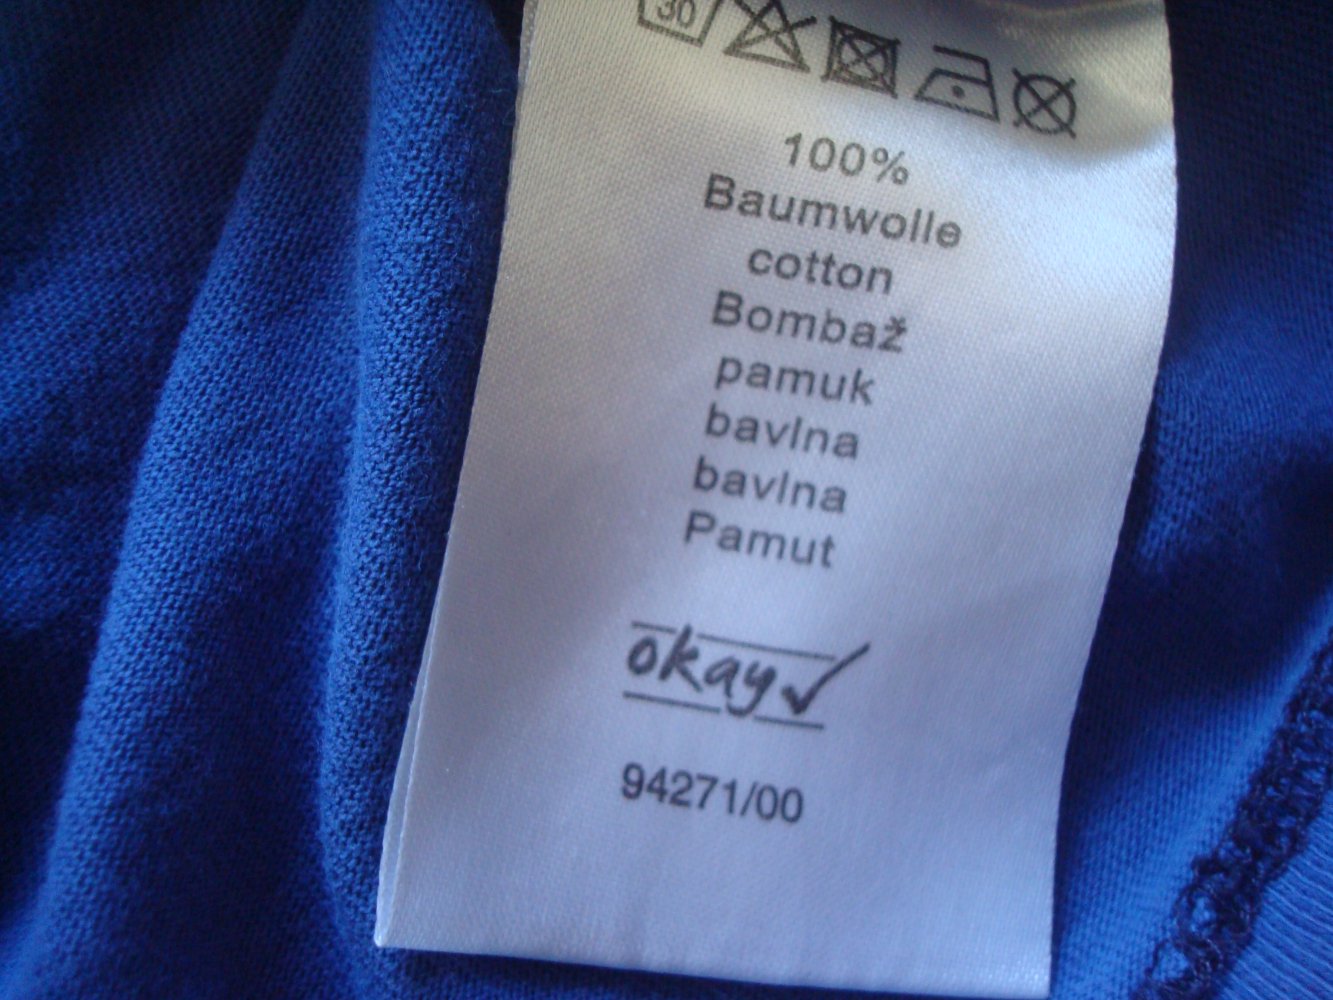 30
100%
Baumwolle
cotton
Bombaž
pamuk
bavlna
bavlna
Pamut
okay
94271/00